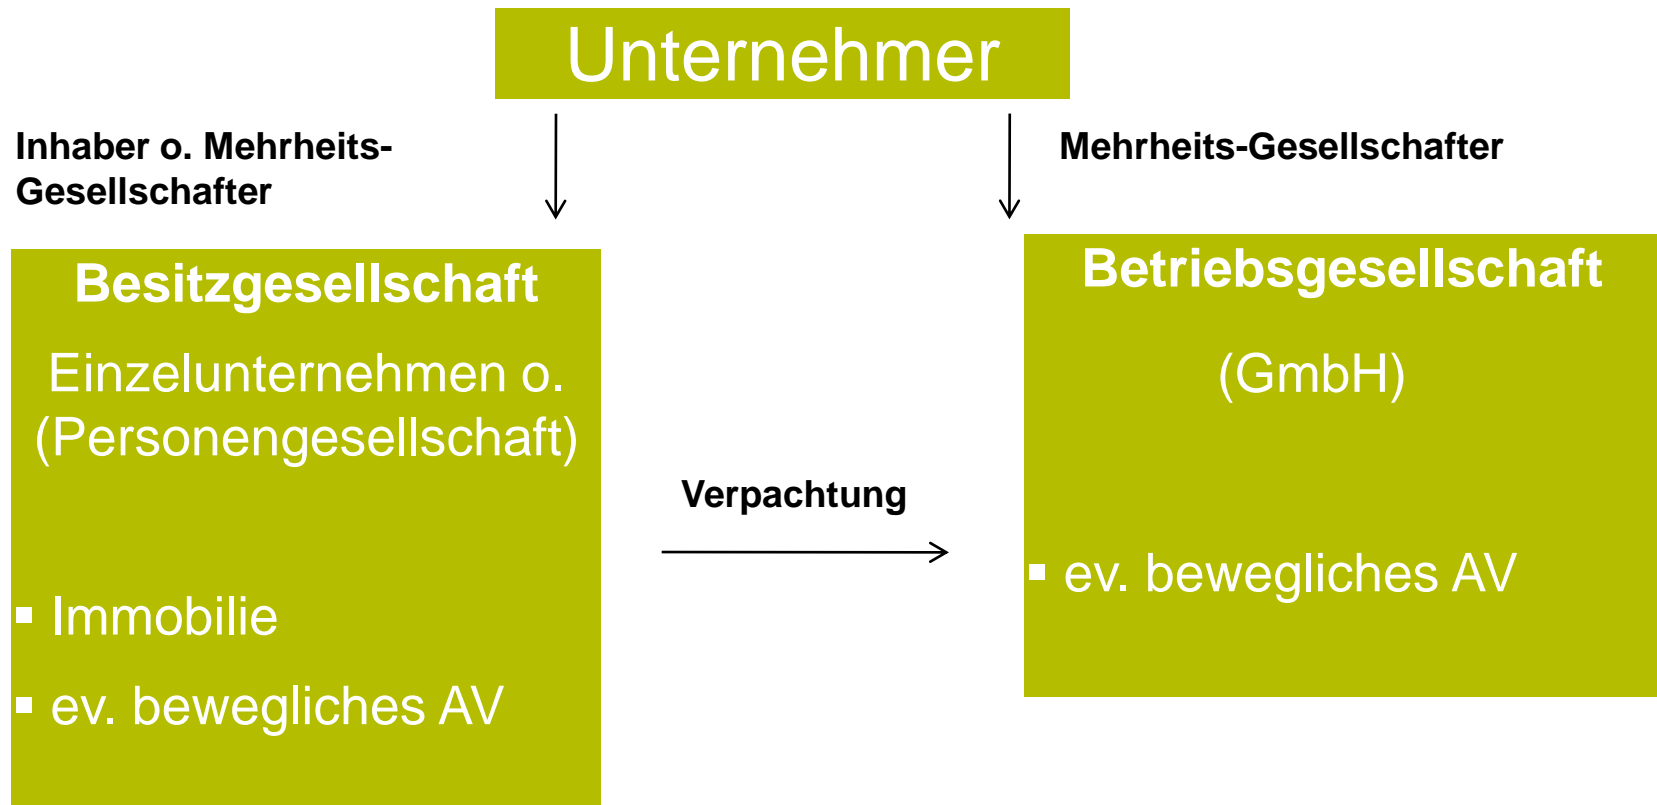 Unternehmer
Inhaber o. Mehrheits-
Gesellschafter
Mehrheits-Gesellschafter
Besitzgesellschaft
Einzelunternehmen o.
(Personengesellschaft)
▪ Immobilie
▪ ev. bewegliches AV
Verpachtung
Betriebsgesellschaft
(GmbH)
▪ ev. bewegliches AV